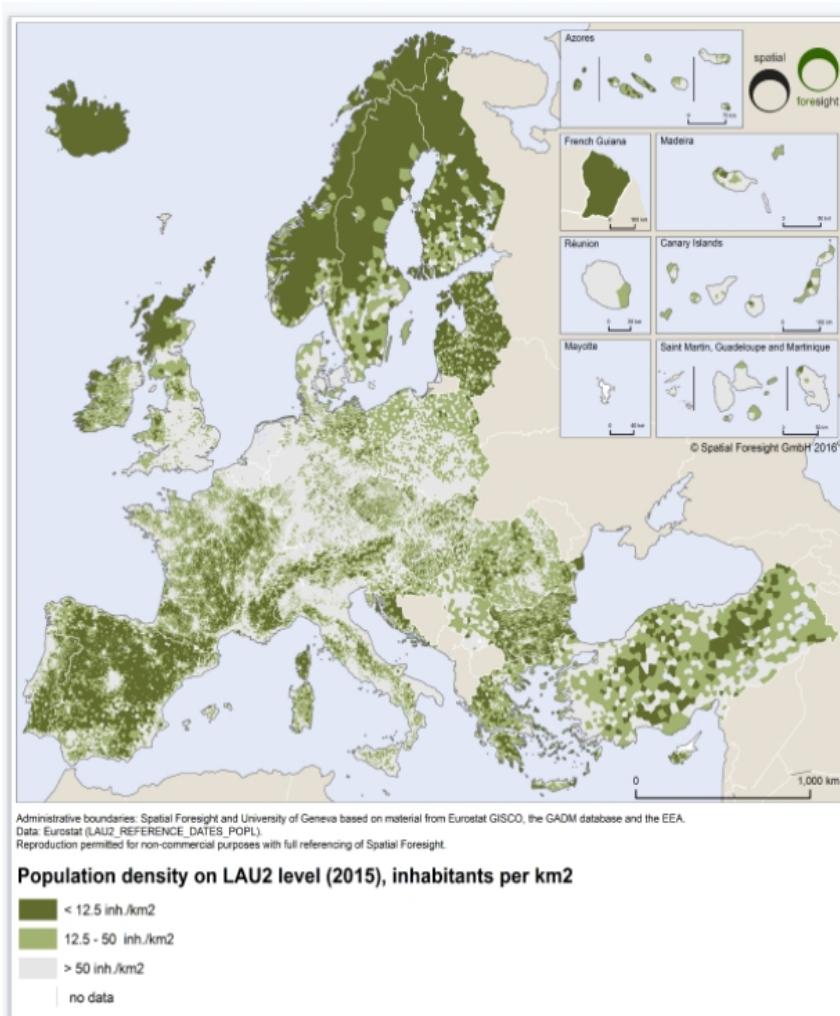 Azores
spatial
foresight
French Guiana
Madeira
Réunion
Canary Islands
Mayotte
Saint Martin, Guadeloupe and Martinique
© Spatial Foresight GmbH 2016
0
1,000 km
Administrative boundaries: Spatial Foresight and University of Geneva based on material from Eurostat GISCO, the GADM database and the EEA.
Data: Eurostat (LAU2_REFERENCE_DATES_POPL).
Reproduction permitted for non-commercial purposes with full referencing of Spatial Foresight.
Population density on LAU2 level (2015), inhabitants per km2
< 12.5 inh./km2
12.5 - 50 inh./km2
> 50 inh./km2
no data